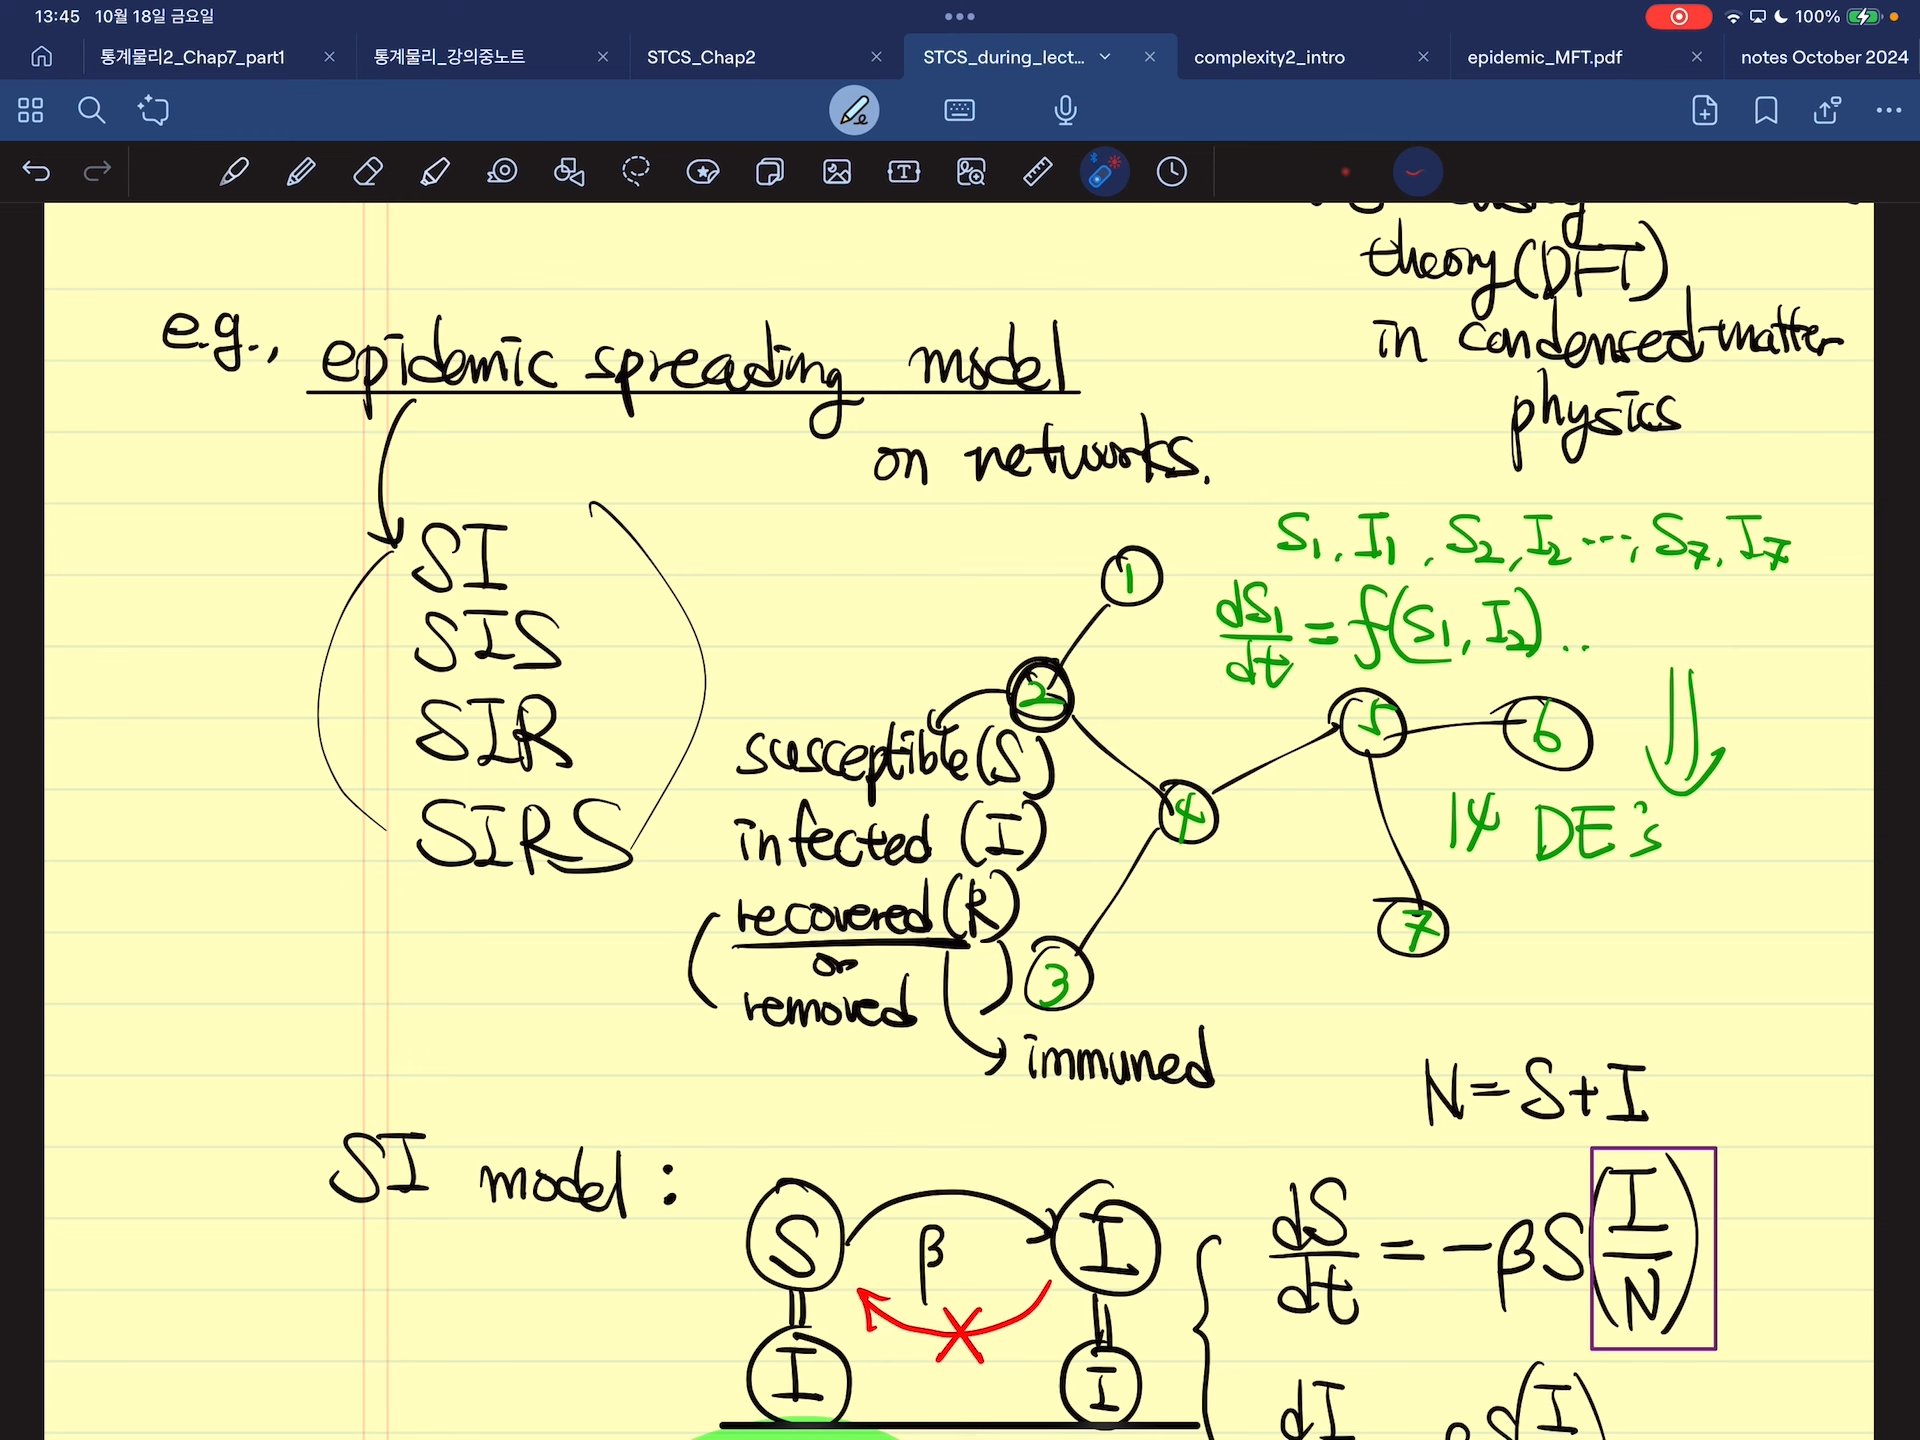 13:45 10월 18일 금요일
100%
통계물리2_Chap7_part1
통계물리_강의중노트
STCS_Chap2
STCS_during_lect...
complexity2_intro
epidemic_MFT.pdf
notes October 2024
theory (DFT)
in condensed-matter
physics
e.g., epidemic spreading model
on networks.
SI
SIS
SIR
SIRS
S₁, I₁, S₂, I₂ ..., S₇, I₇
dS₁/dt = f(S₁, I₂) ..
14 DE's
1
2
5
6
4
7
3
susceptible (S)
infected (I)
recovered (R)
or
removed
immuned
N = S + I
SI model :
S β I
dS/dt = -βS(I/N)
I
I
dI